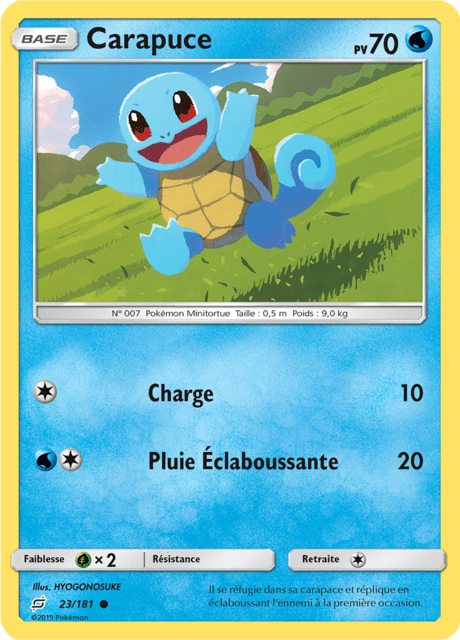 BASE Carapuce PV 70
N° 007 Pokémon Minitortue Taille : 0,5 m Poids : 9,0 kg
Charge 10
Pluie Éclaboussante 20
Faiblesse × 2 Résistance Retraite
Illus. HYOGONOSUKE
23/181
©2019 Pokémon
Il se réfugie dans sa carapace et réplique en
éclaboussant l'ennemi à la première occasion.